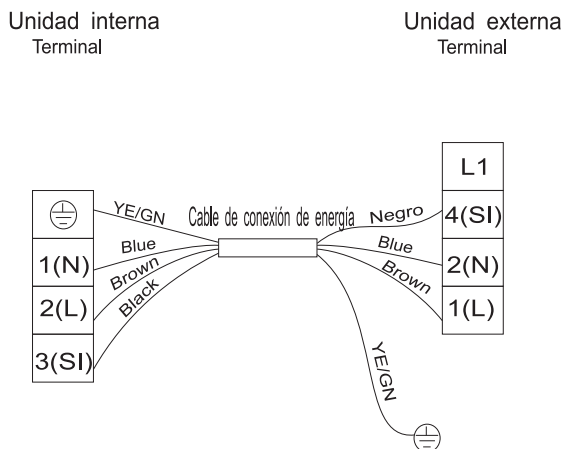 Unidad interna
Terminal
Unidad externa
Terminal
L1
4(SI)
2(N)
1(L)
1(N)
2(L)
3(SI)
Cable de conexión de energía
YE/GN
Blue
Brown
Black
Negro
Blue
Brown
YE/GN